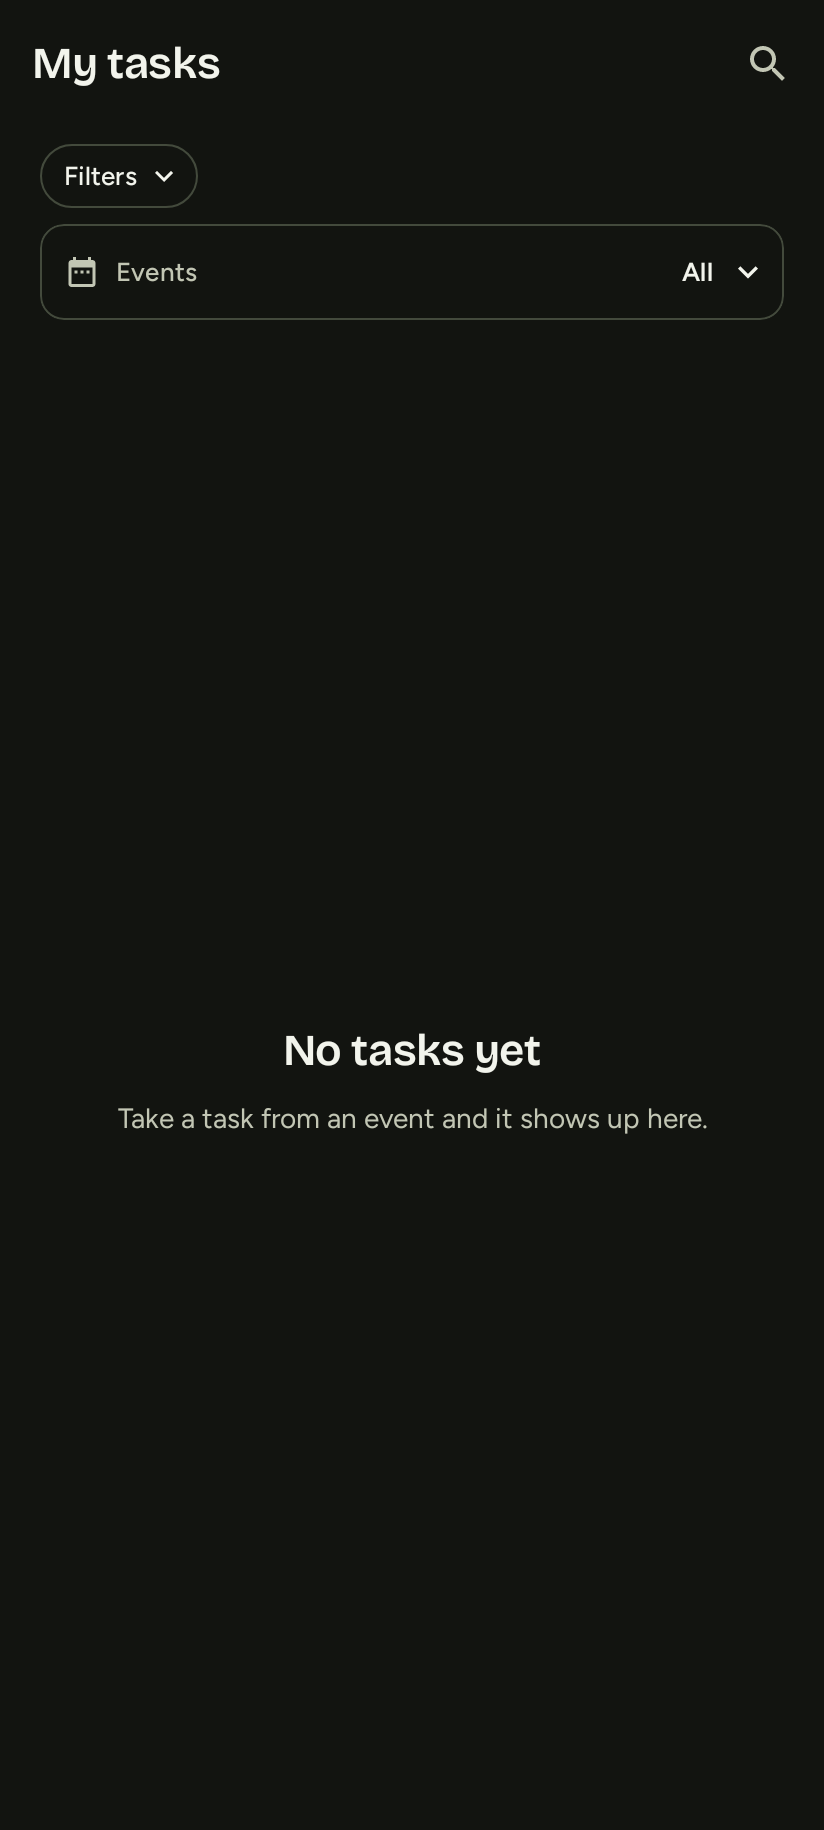 My tasks
Filters
Events
All
No tasks yet
Take a task from an event and it shows up here.